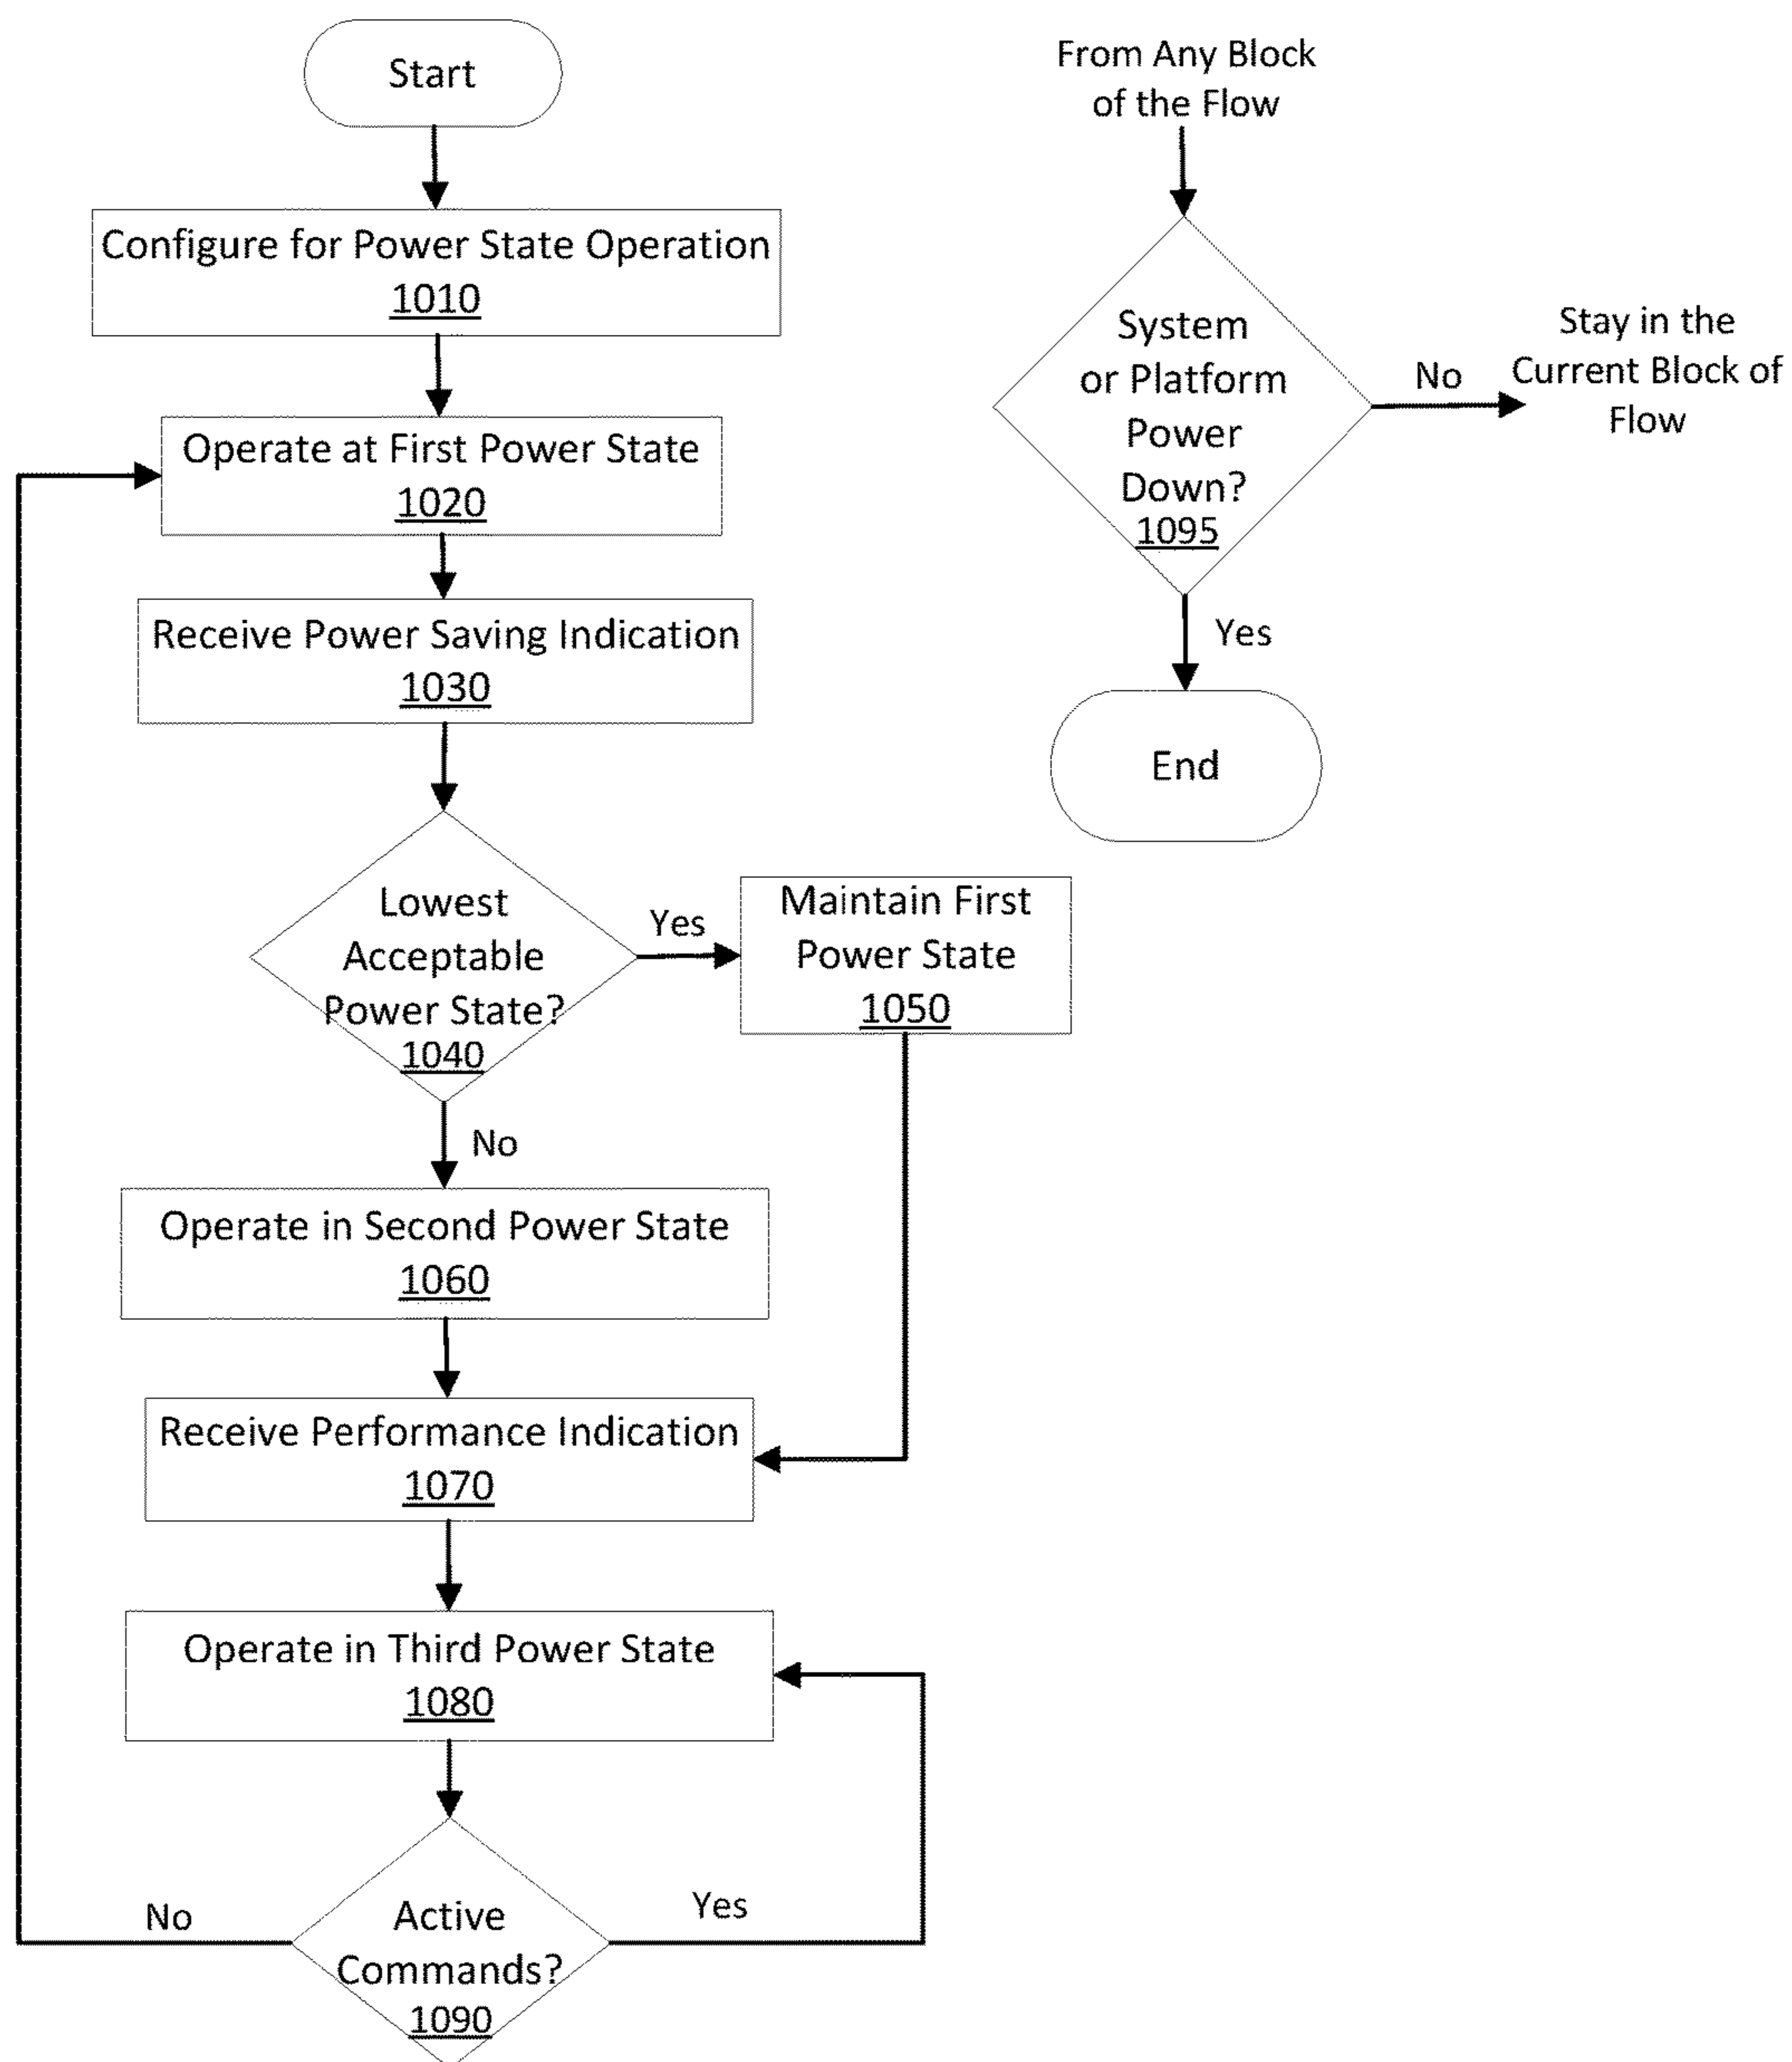 Start
Configure for Power State Operation
1010
Operate at First Power State
1020
Receive Power Saving Indication
1030
Lowest
Acceptable
Power State?
1040
Yes
Maintain First
Power State
1050
No
Operate in Second Power State
1060
Receive Performance Indication
1070
Operate in Third Power State
1080
Active
Commands?
1090
No
Yes
From Any Block
of the Flow
System
or Platform
Power
Down?
1095
No
Stay in the
Current Block of
Flow
Yes
End